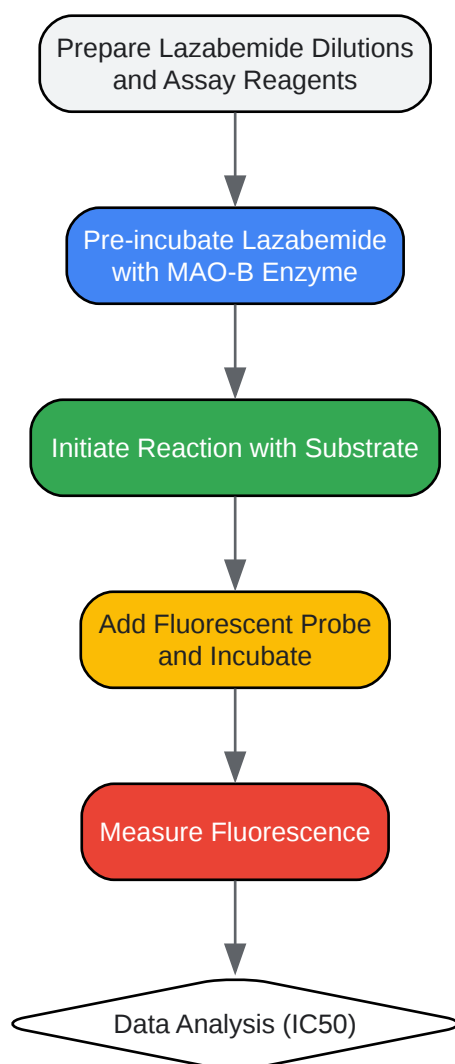 Prepare Lazabemide Dilutions
and Assay Reagents
Pre-incubate Lazabemide
with MAO-B Enzyme
Initiate Reaction with Substrate
Add Fluorescent Probe
and Incubate
Measure Fluorescence
Data Analysis (IC50)